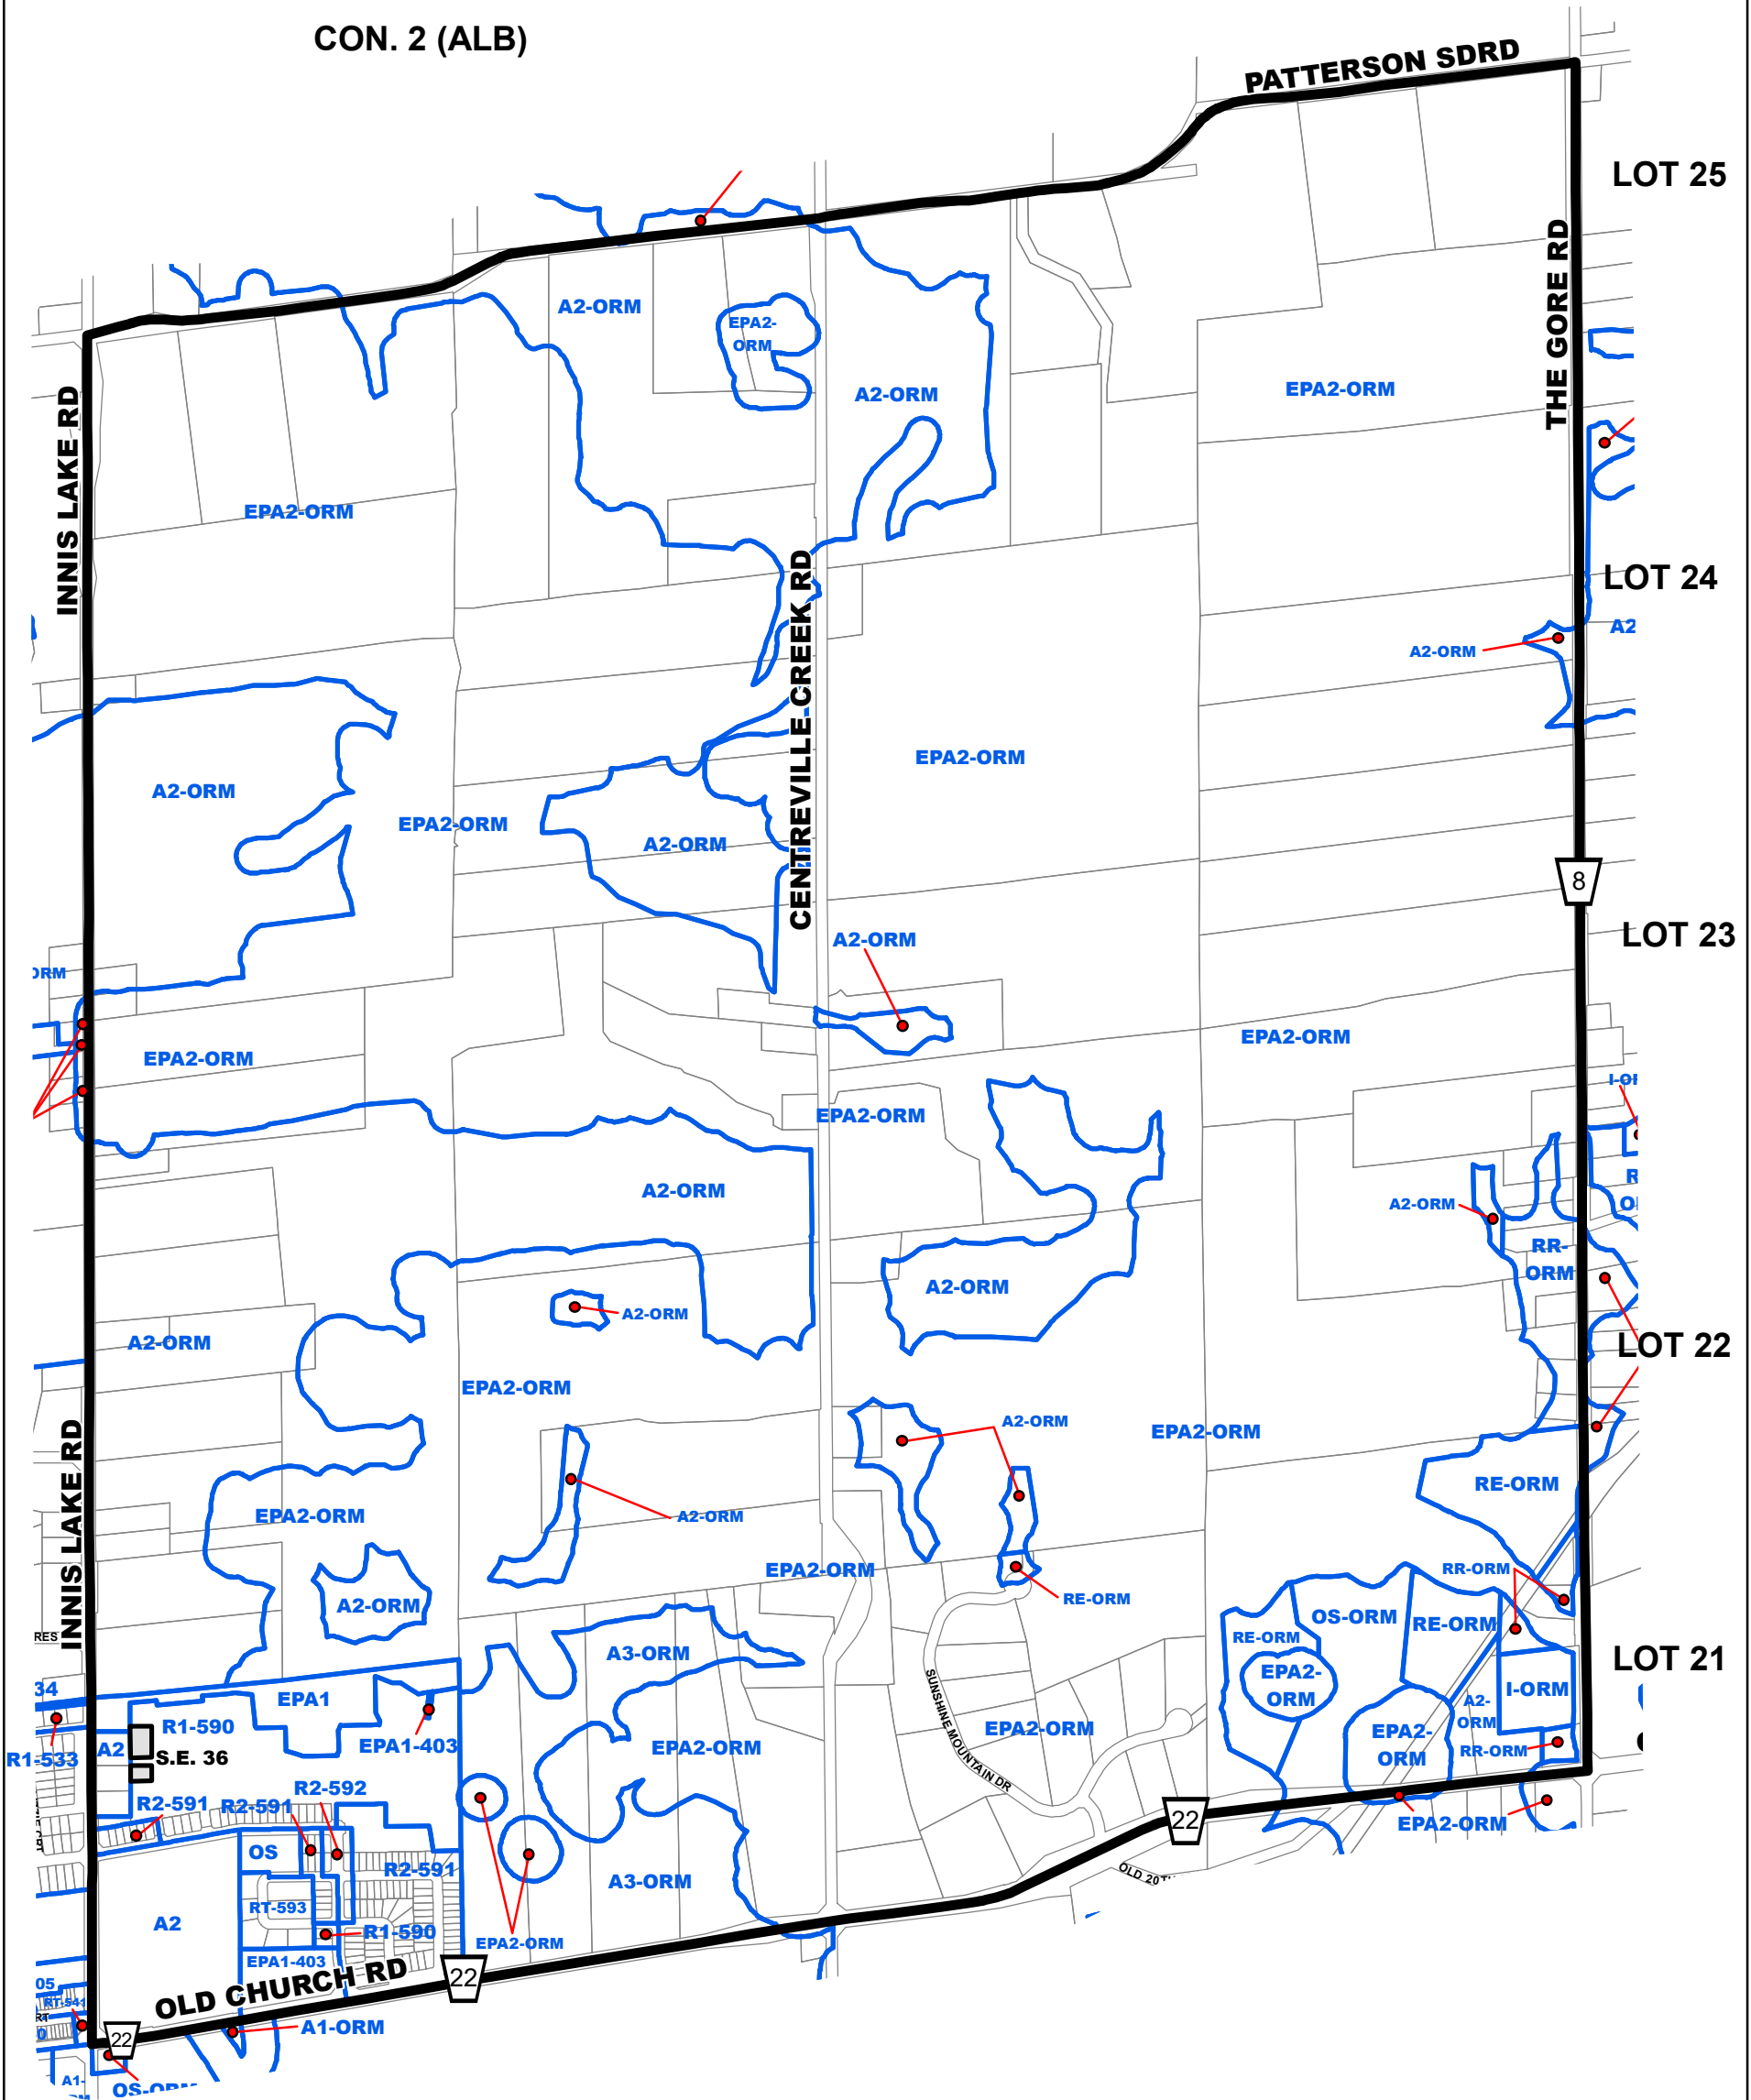 CON. 2 (ALB)
PATTERSON SDRD
LOT 25
THE GORE RD
A2-ORM
EPA2-
ORM
A2-ORM
EPA2-ORM
INNIS LAKE RD
EPA2-ORM
CENTREVILLE CREEK RD
LOT 24
A2
A2-ORM
EPA2-ORM
A2-ORM
EPA2-ORM
A2-ORM
8
LOT 23
A2-ORM
ORM
EPA2-ORM
EPA2-ORM
EPA2-ORM
A2-ORM
A2-ORM
RR-
ORM
A2-ORM
A2-ORM
A2-ORM
LOT 22
EPA2-ORM
A2-ORM
EPA2-ORM
INNIS LAKE RD
RE-ORM
EPA2-ORM
A2-ORM
EPA2-ORM
RR-ORM
RE-ORM
A2-ORM
OS-ORM
RE-ORM
RE-ORM
A3-ORM
LOT 21
EPA2-
ORM
I-ORM
34
EPA1
A2-
ORM
R1-590
SUNSHINE MOUNTAIN DR
EPA2-ORM
EPA2-
ORM
RR-ORM
EPA1-403
EPA2-ORM
A2
S.E. 36
R1-533
R2-592
R2-591
R2-591
22
EPA2-ORM
OS
R2-591
A3-ORM
OLD 20TH
RT-593
A2
R1-590
EPA2-ORM
EPA1-403
22
OLD CHURCH RD
05
RT-541
A1-ORM
22
A1-
OS-ORM